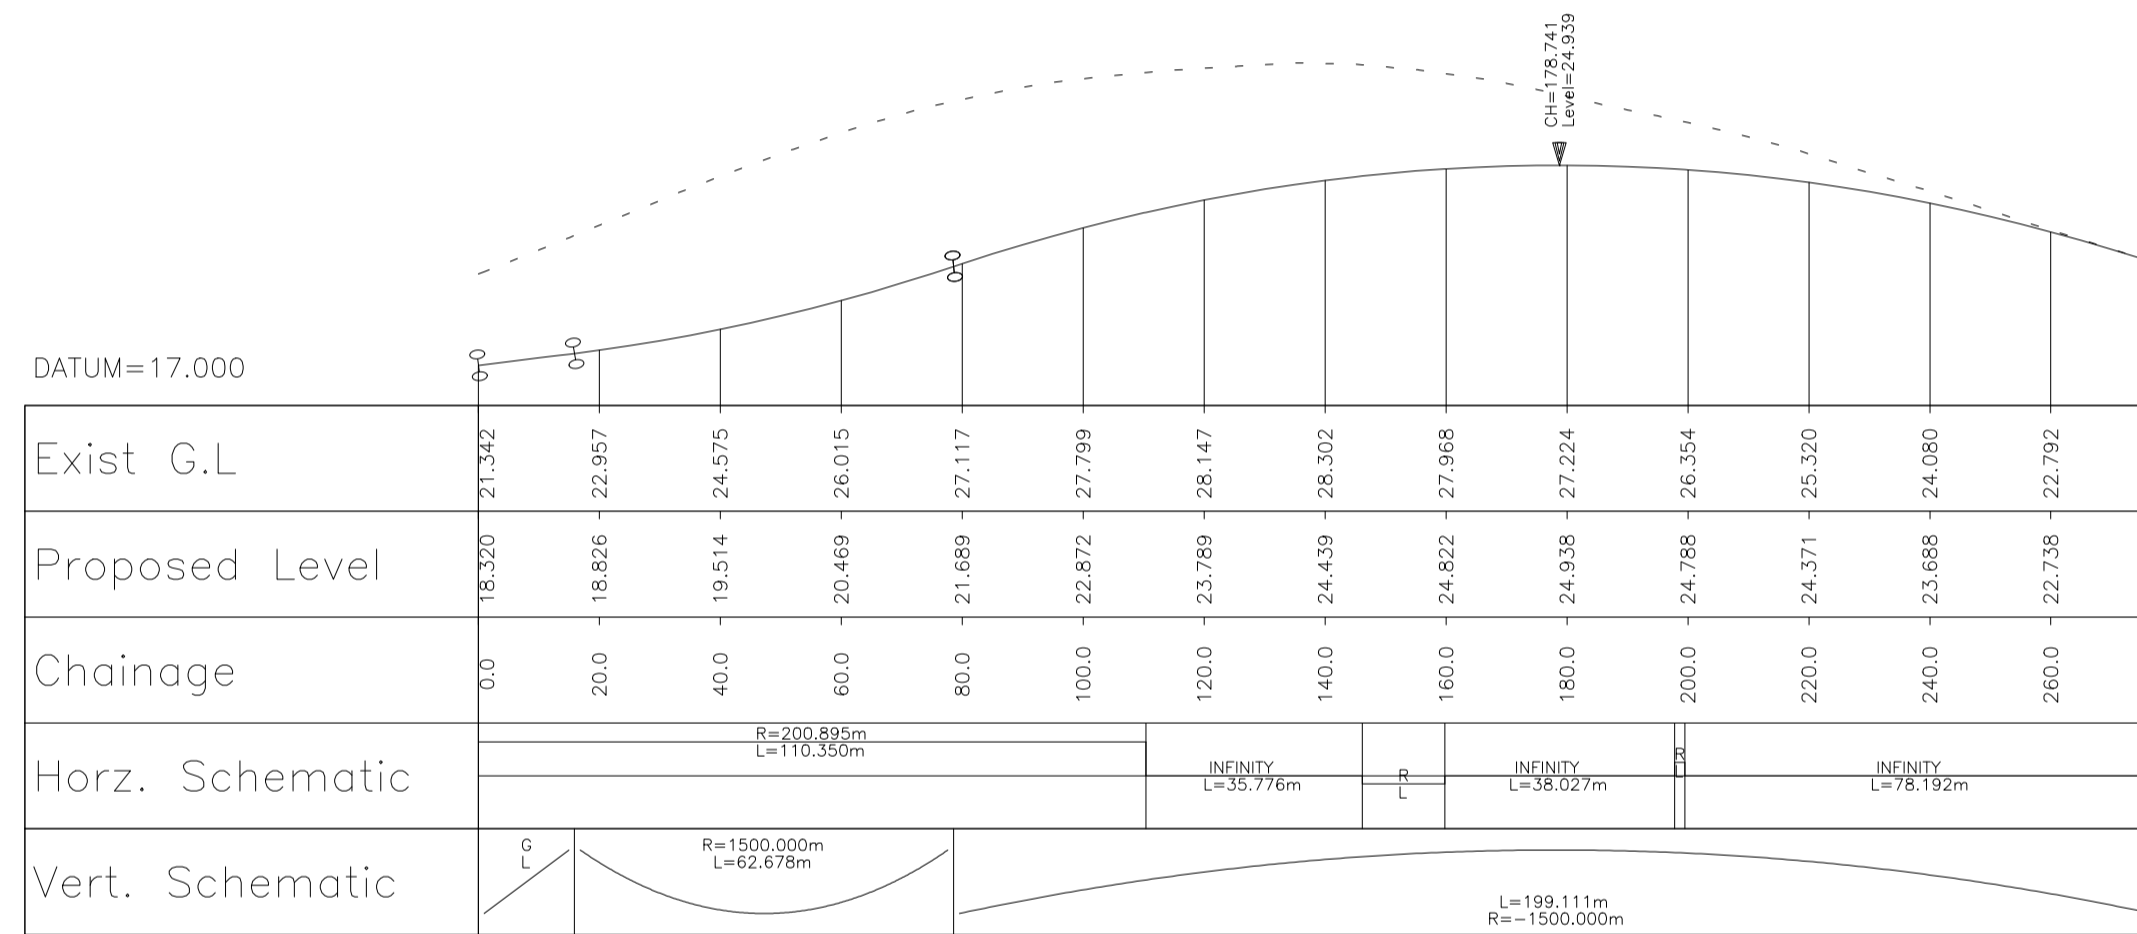 CH=178.741
Level=24.939
DATUM=17.000
Exist G.L
21.342 22.957 24.575 26.015 27.117 27.799 28.147 28.302 27.968 27.224 26.354 25.320 24.080 22.792
Proposed Level
18.320 18.826 19.514 20.469 21.689 22.872 23.789 24.439 24.822 24.938 24.788 24.371 23.688 22.738
Chainage
0.0 20.0 40.0 60.0 80.0 100.0 120.0 140.0 160.0 180.0 200.0 220.0 240.0 260.0
Horz. Schematic
R=200.895m
L=110.350m
INFINITY
L=35.776m
R
L
INFINITY
L=38.027m
R
L
INFINITY
L=78.192m
Vert. Schematic
G
L
R=1500.000m
L=62.678m
L=199.111m
R=-1500.000m